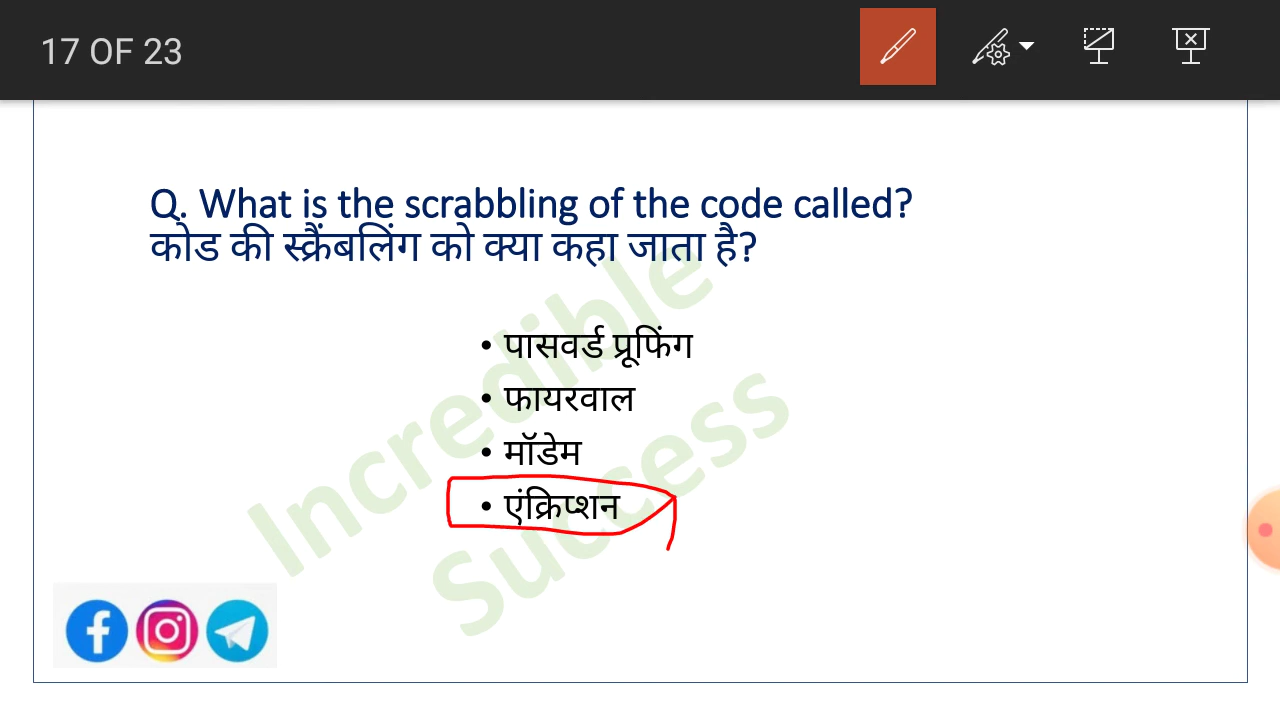 17 OF 23
Q. What is the scrabbling of the code called?
कोड की स्क्रैंबलिंग को क्या कहा जाता है?
• पासवर्ड प्रूफिंग
• फायरवाल
• मॉडेम
• एंक्रिप्शन
Incredible
Success